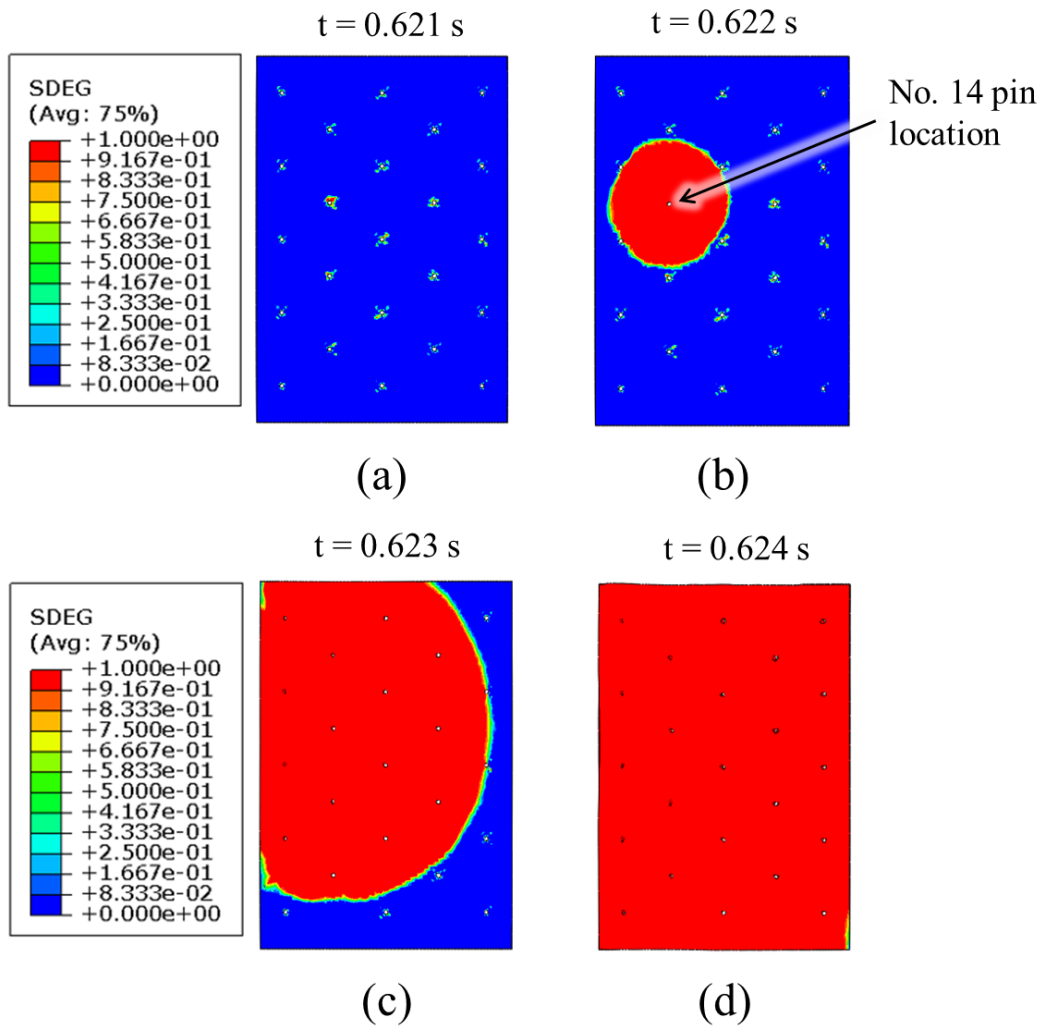 t = 0.621 s
t = 0.622 s
SDEG
(Avg: 75%)
+1.000e+00
+9.167e-01
+8.333e-01
+7.500e-01
+6.667e-01
+5.833e-01
+5.000e-01
+4.167e-01
+3.333e-01
+2.500e-01
+1.667e-01
+8.333e-02
+0.000e+00
No. 14 pin
location
(a)
(b)
t = 0.623 s
t = 0.624 s
SDEG
(Avg: 75%)
+1.000e+00
+9.167e-01
+8.333e-01
+7.500e-01
+6.667e-01
+5.833e-01
+5.000e-01
+4.167e-01
+3.333e-01
+2.500e-01
+1.667e-01
+8.333e-02
+0.000e+00
(c)
(d)